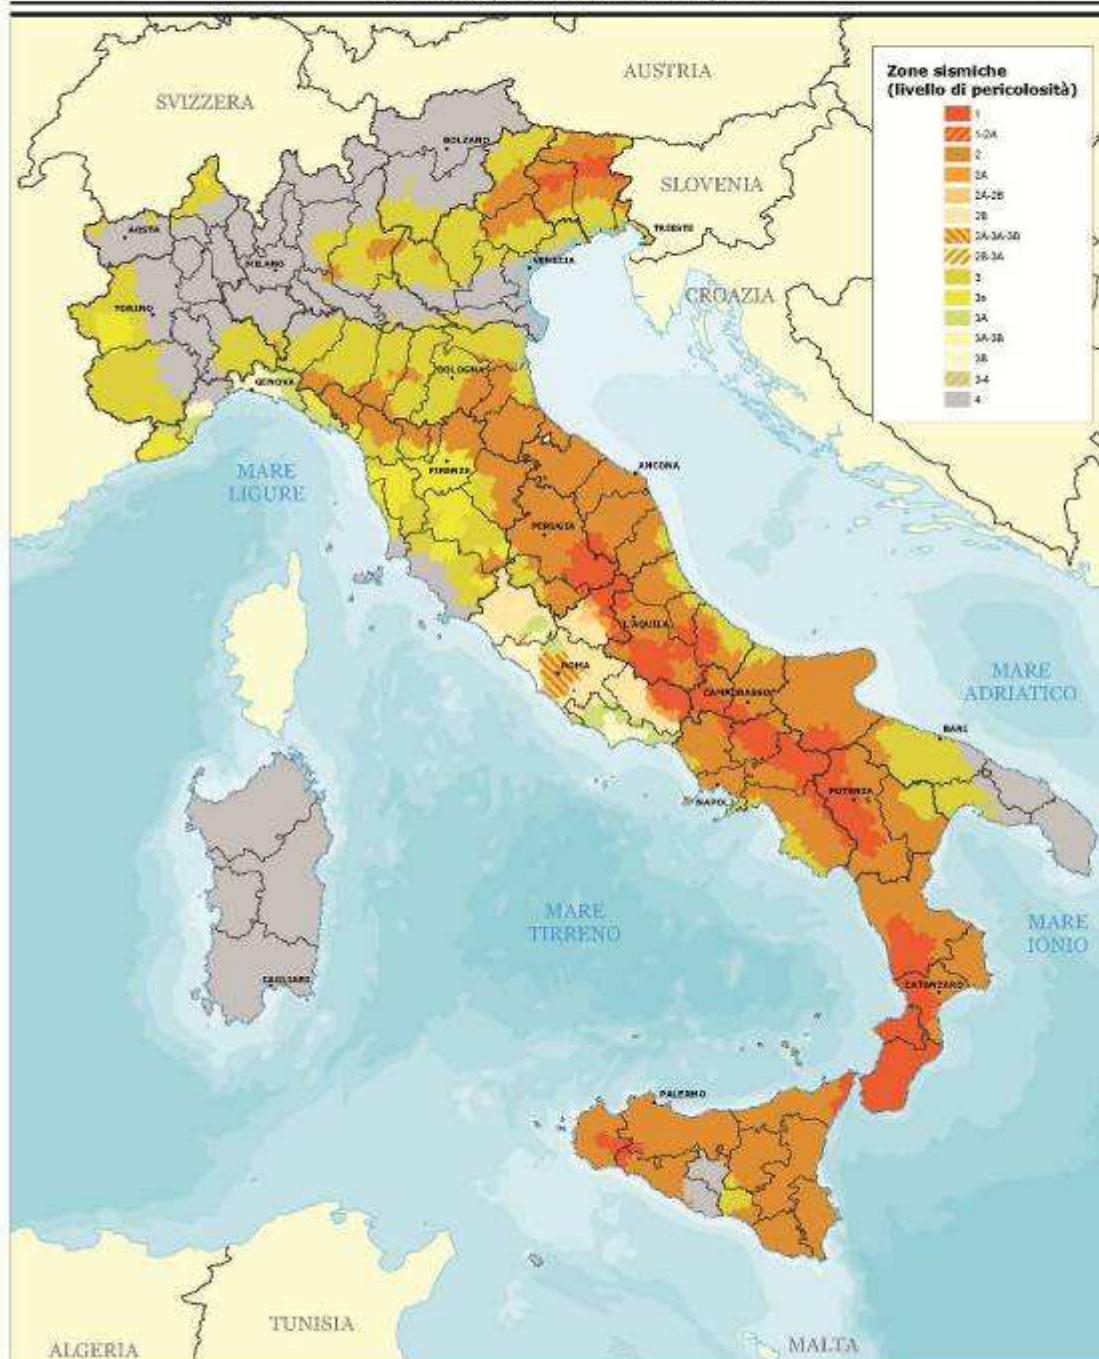 AUSTRIA
SVIZZERA
BOLZANO
SLOVENIA
AOSTA
TRIESTE
MILANO
VENEZIA
CROAZIA
TORINO
BOLOGNA
GENOVA
FIRENZE
ANCONA
MARE
LIGURE
PERUGIA
L'AQUILA
ROMA
MARE
ADRIATICO
CAMPOBASSO
BARI
NAPOLI
POTENZA
MARE
TIRRENO
MARE
IONIO
CAGLIARI
CATANZARO
PALERMO
TUNISIA
ALGERIA
MALTA
Zone sismiche
(livello di pericolosità)
1
1-2A
2
2A
2A-2B
2B
2A-3A-3B
2B-3A
3
3s
3A
3A-3B
3B
3-4
4